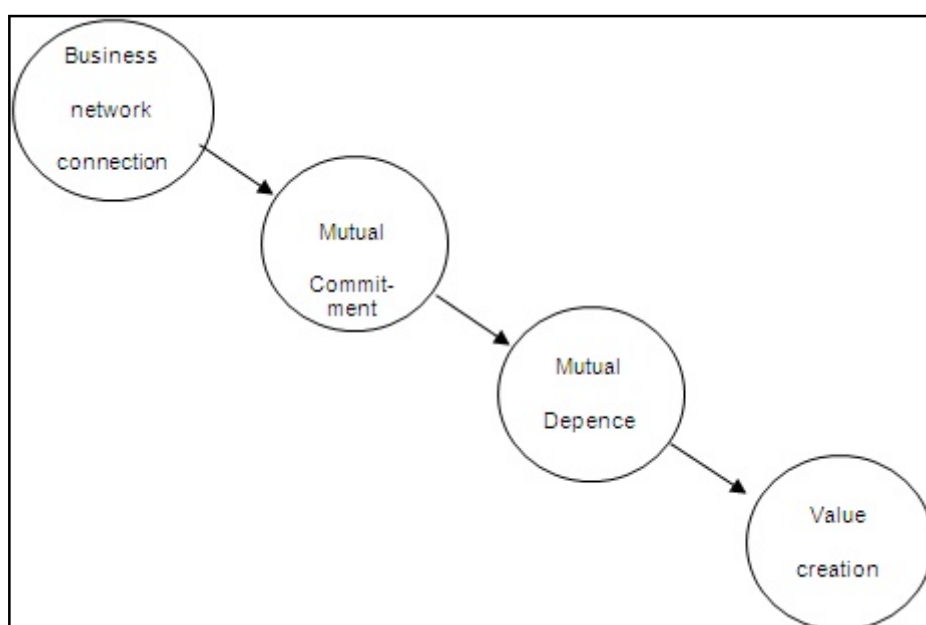 Business
network
connection
Mutual
Commit-
ment
Mutual
Depence
Value
creation